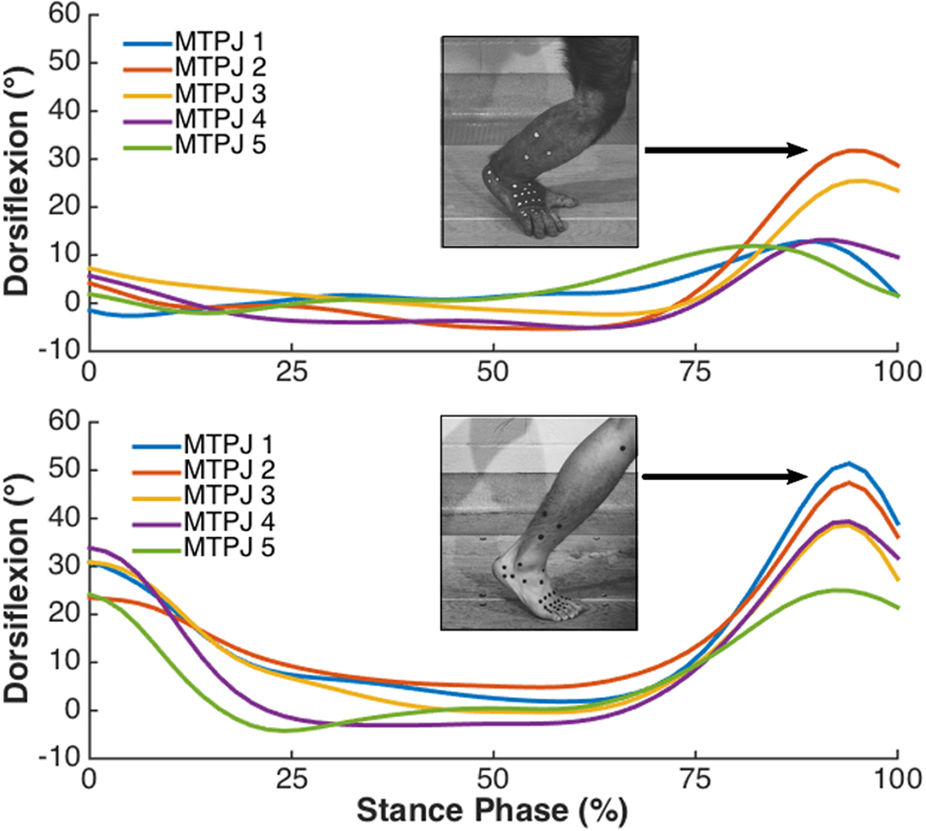 60
50
40
30
20
10
0
-10
Dorsiflexion (°)
MTPJ 1
MTPJ 2
MTPJ 3
MTPJ 4
MTPJ 5
0 25 50 75 100
60
50
40
30
20
10
0
-10
Dorsiflexion (°)
MTPJ 1
MTPJ 2
MTPJ 3
MTPJ 4
MTPJ 5
0 25 50 75 100
Stance Phase (%)